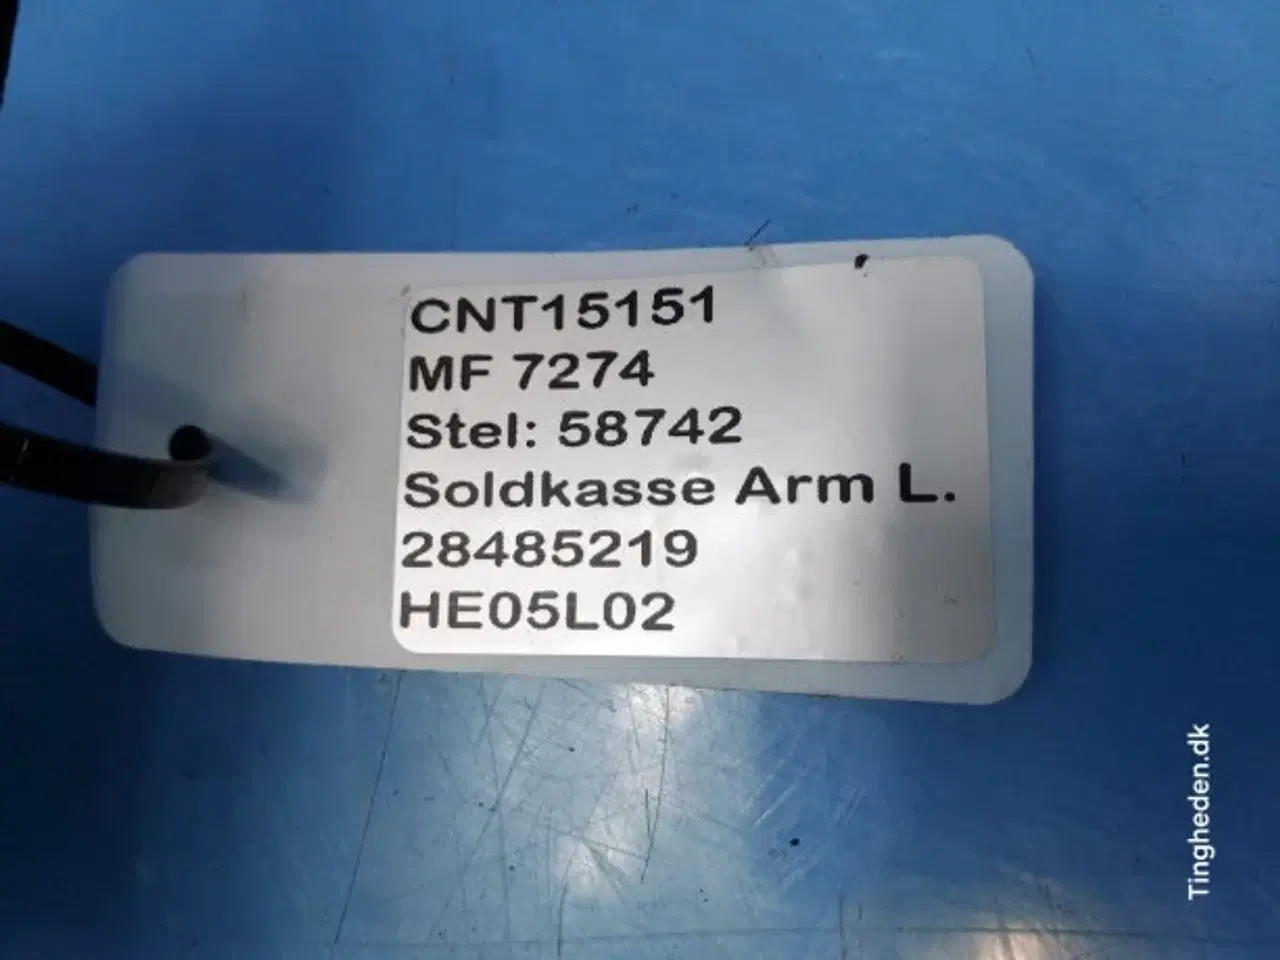 CNT15151
MF 7274
Stel: 58742
Soldkasse Arm L.
28485219
HE05L02
Tingheden.dk